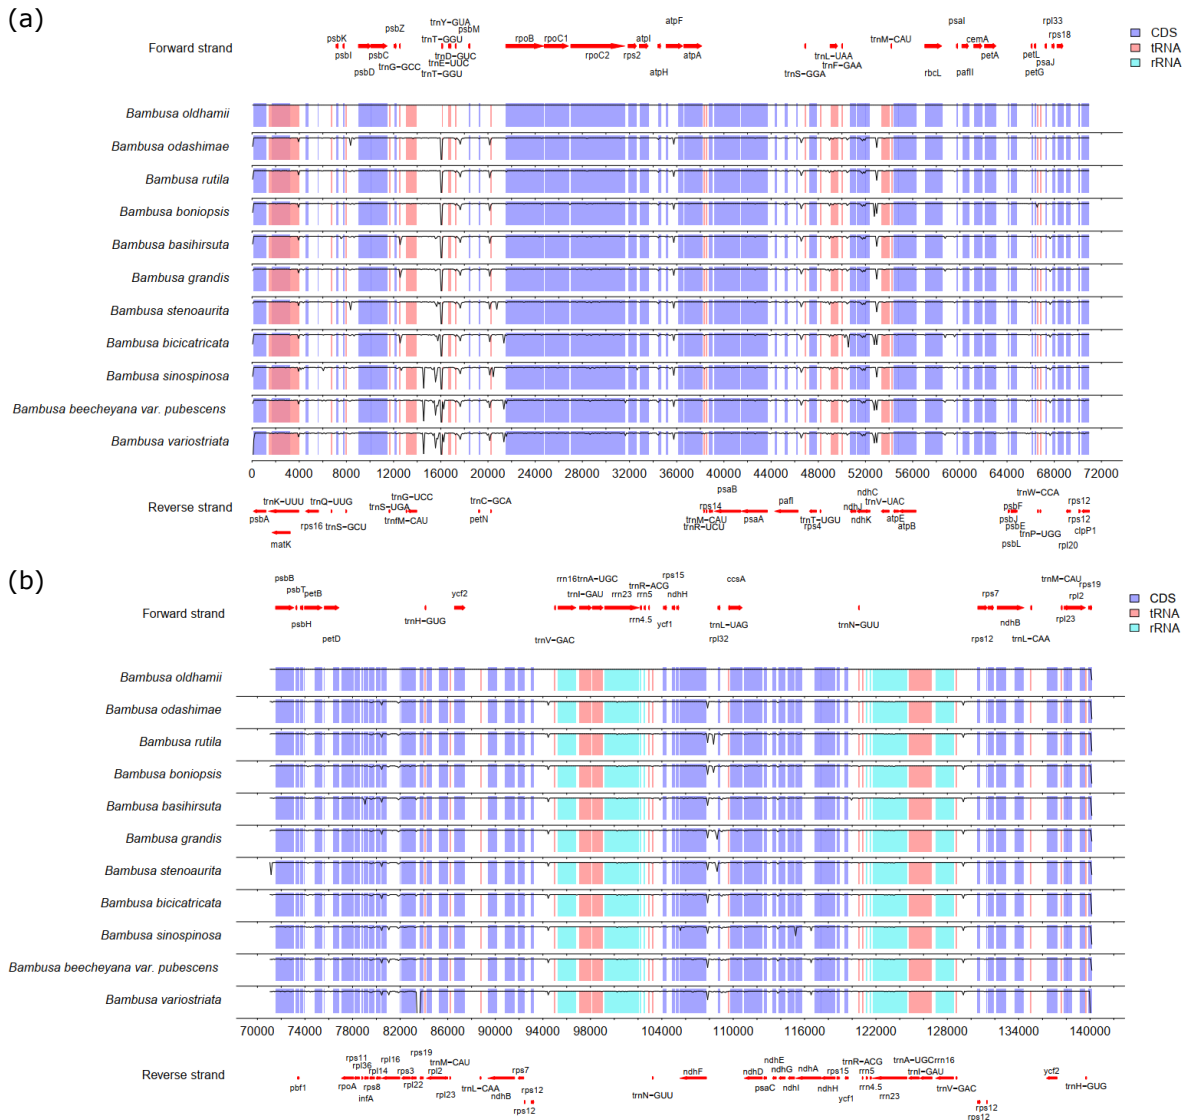 (a)
trnY−GUA
atpF
psbZ
trnT−GGU
psbM
atpI
trnM−CAU
psaI
rpl33
psbK
rpoB
rpoC1
cemA
rps18
Forward strand
psbI
psbC
trnD−GUC
rpoC2
rps2
atpA
trnL−UAA
rbcL
petA
petL
psaJ
trnG−GCC
trnE−UUC
trnF−GAA
psbD
trnT−GGU
atpH
trnS−GGA
pafII
petG
CDS
tRNA
rRNA
Bambusa oldhamii
Bambusa odashimae
Bambusa rutila
Bambusa boniopsis
Bambusa basihirsuta
Bambusa grandis
Bambusa stenoaurita
Bambusa bicicatricata
Bambusa sinospinosa
Bambusa beecheyana var. pubescens
Bambusa variostriata
0 4000 8000 12000 16000 20000 24000 28000 32000 36000 40000 44000 48000 52000 56000 60000 64000 68000 72000
psaB
ndhC
trnW−CCA
trnG−UCC
trnK−UUU
trnQ−UUG
trnS−UGA
trnC−GCA
rps14
pafI
ndhJ
trnV−UAC
psbF
rps12
Reverse strand
psbA
rps16
trnfM−CAU
petN
trnM−CAU
psaA
trnT−UGU
ndhK
atpE
psbJ
rps12
trnS−GCU
trnR−UCU
rps4
atpB
psbE
trnP−UGG
clpP1
matK
psbL
rpl20
(b)
psbB
rrn16
trnA−UGC
rps15
ccsA
trnM−CAU
psbT
trnR−ACG
rps19
petB
ycf2
trnI−GAU
rrn23
rrn5
ndhH
rps7
rpl2
Forward strand
psbH
trnH−GUG
rrn4.5
ycf1
trnL−UAG
trnN−GUU
ndhB
rpl23
petD
trnV−GAC
rpl32
rps12
trnL−CAA
CDS
tRNA
rRNA
Bambusa oldhamii
Bambusa odashimae
Bambusa rutila
Bambusa boniopsis
Bambusa basihirsuta
Bambusa grandis
Bambusa stenoaurita
Bambusa bicicatricata
Bambusa sinospinosa
Bambusa beecheyana var. pubescens
Bambusa variostriata
70000 74000 78000 82000 86000 90000 94000 98000 104000 110000 116000 122000 128000 134000 140000
rps11
rps19
ndhE
trnR−ACG
trnA−UGC
rrn16
rpl36
rpl16
trnM−CAU
ndhG
ndhA
rpl14
rps3
rpl2
rps7
ndhF
ndhD
rps15
rrn5
trnI−GAU
ycf2
Reverse strand
pbf1
rpoA
rps8
rpl22
trnL−CAA
rps12
psaC
ndhI
ndhH
rrn4.5
trnV−GAC
trnH−GUG
infA
rpl23
ndhB
trnN−GUU
ycf1
rrn23
rps12
rps12
rps12